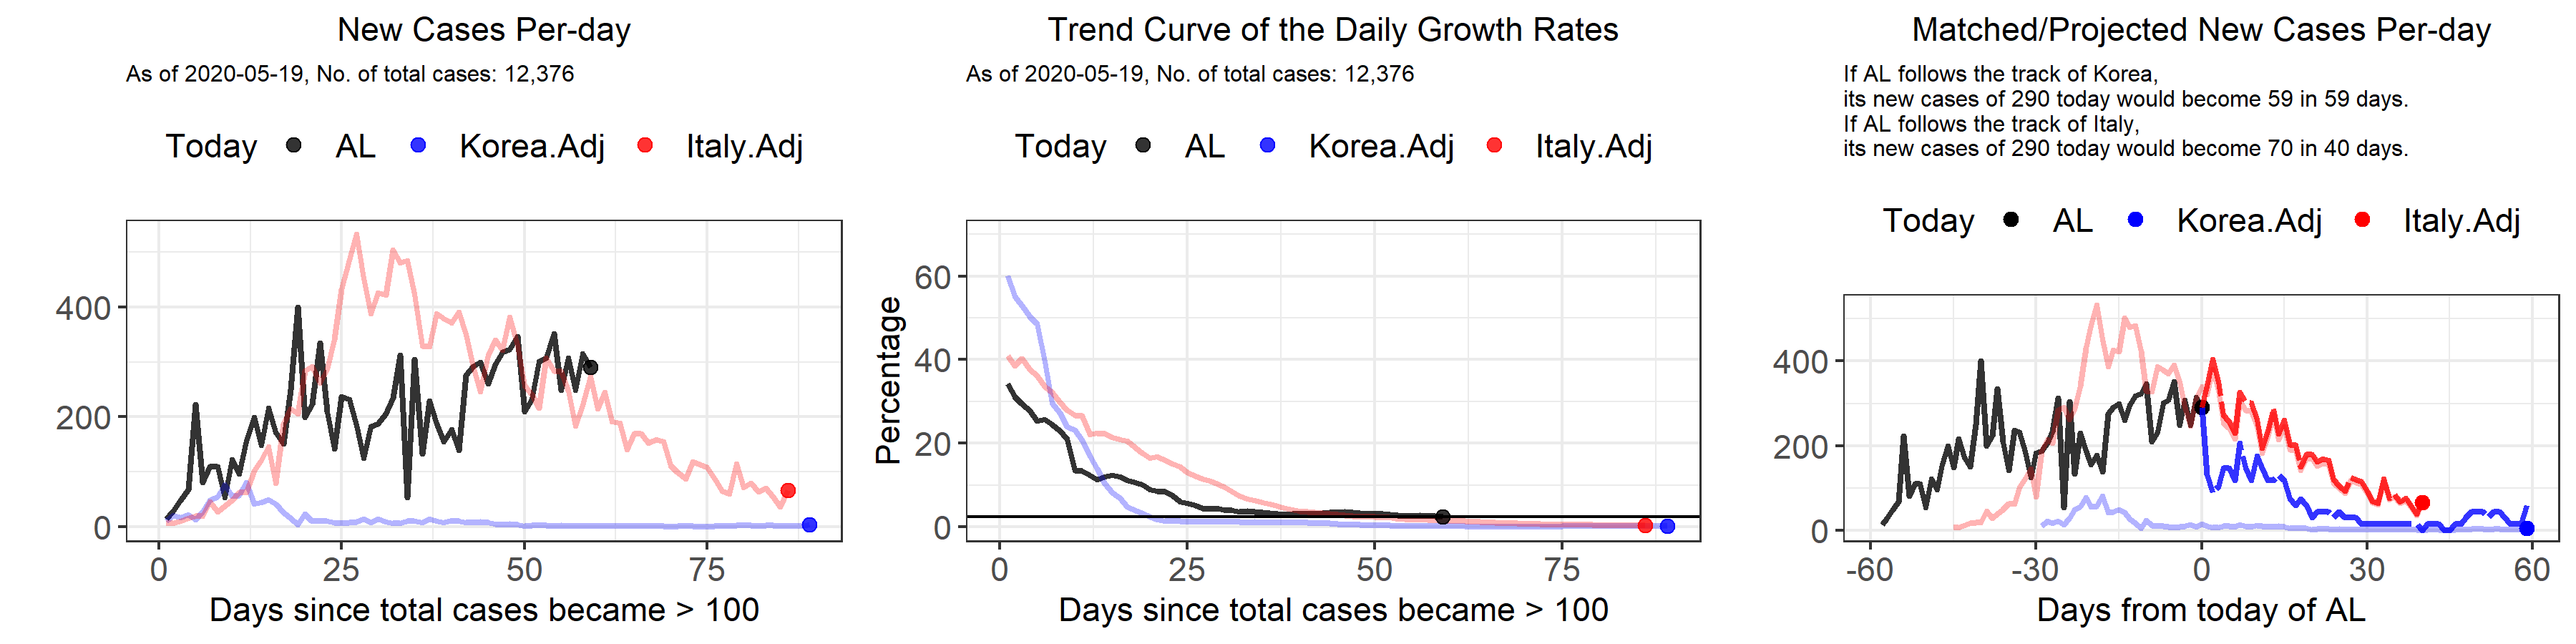 New Cases Per-day
As of 2020-05-19, No. of total cases: 12,376
Today AL Korea.Adj Italy.Adj
400
200
0
0 25 50 75
Days since total cases became > 100
Trend Curve of the Daily Growth Rates
As of 2020-05-19, No. of total cases: 12,376
Today AL Korea.Adj Italy.Adj
Percentage
60
40
20
0
0 25 50 75
Days since total cases became > 100
Matched/Projected New Cases Per-day
If AL follows the track of Korea,
its new cases of 290 today would become 59 in 59 days.
If AL follows the track of Italy,
its new cases of 290 today would become 70 in 40 days.
Today AL Korea.Adj Italy.Adj
400
200
0
-60 -30 0 30 60
Days from today of AL